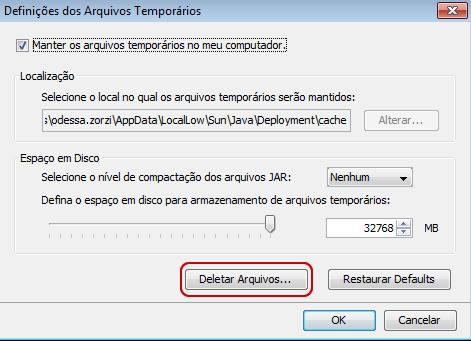 Definições dos Arquivos Temporários
Manter os arquivos temporários no meu computador.
Localização
Selecione o local no qual os arquivos temporários serão mantidos:
s\odessa.zorzi\AppData\LocalLow\Sun\Java\Deployment\cache
Alterar...
Espaço em Disco
Selecione o nível de compactação dos arquivos JAR:
Nenhum
Defina o espaço em disco para armazenamento de arquivos temporários:
32768
MB
Deletar Arquivos...
Restaurar Defaults
OK
Cancelar